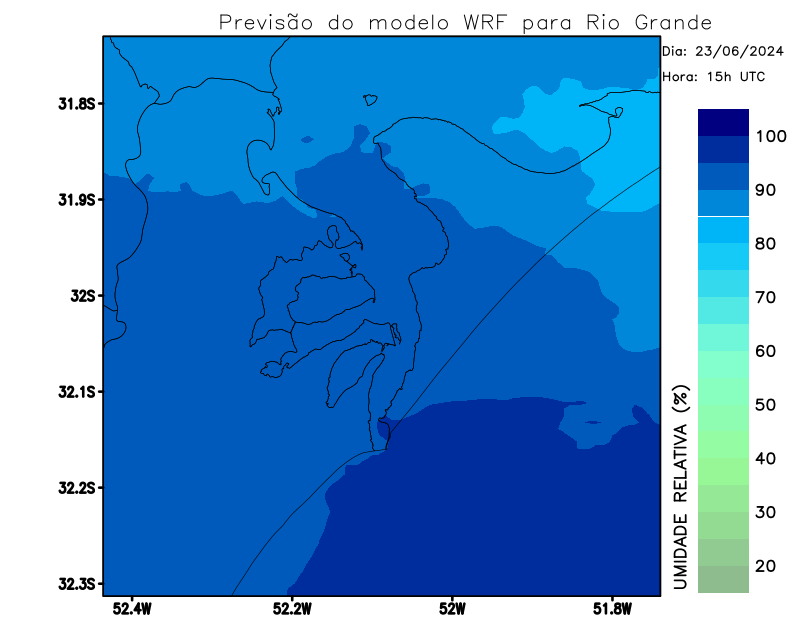 Previsão do modelo WRF para Rio Grande
Dia: 23/06/2024
Hora: 15h UTC
31.8S
31.9S
32S
32.1S
32.2S
32.3S
52.4W
52.2W
52W
51.8W
UMIDADE RELATIVA (%)
100
90
80
70
60
50
40
30
20